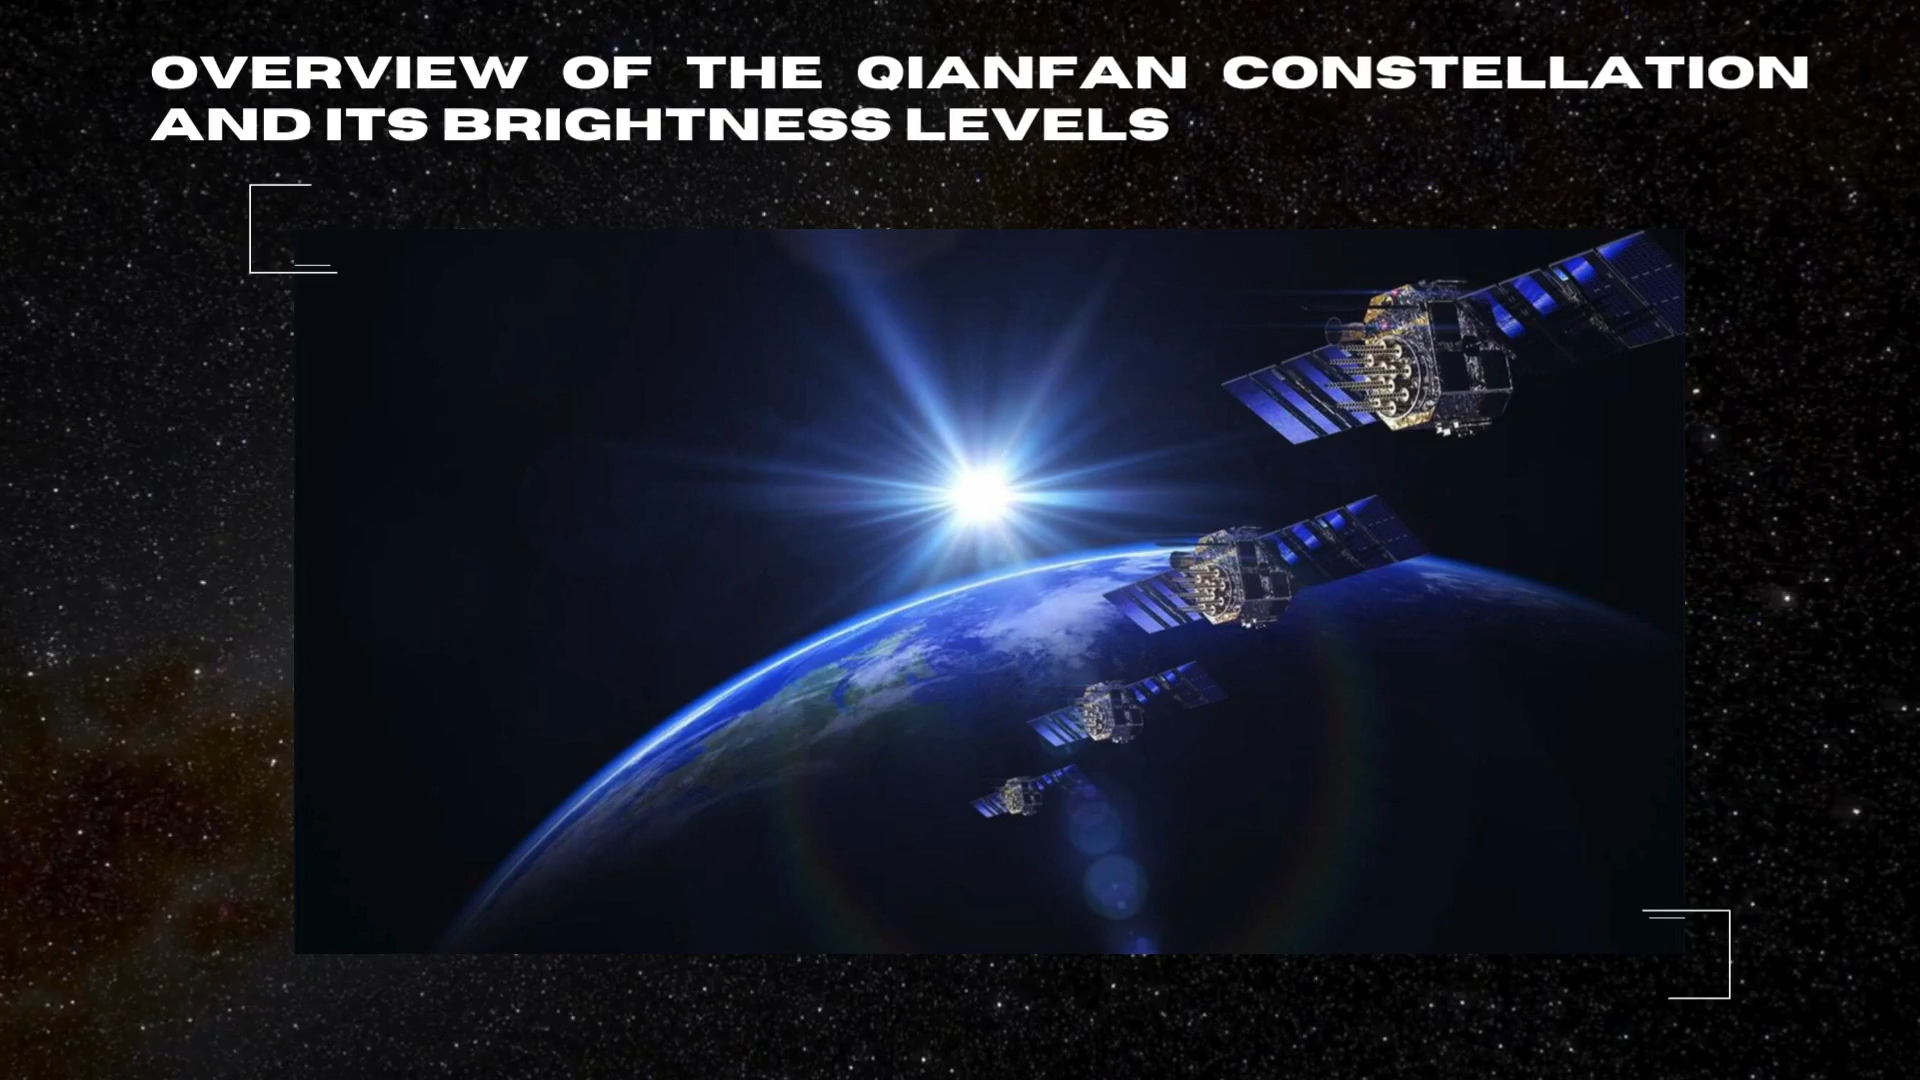 OVERVIEW OF THE QIANFAN CONSTELLATION
AND ITS BRIGHTNESS LEVELS